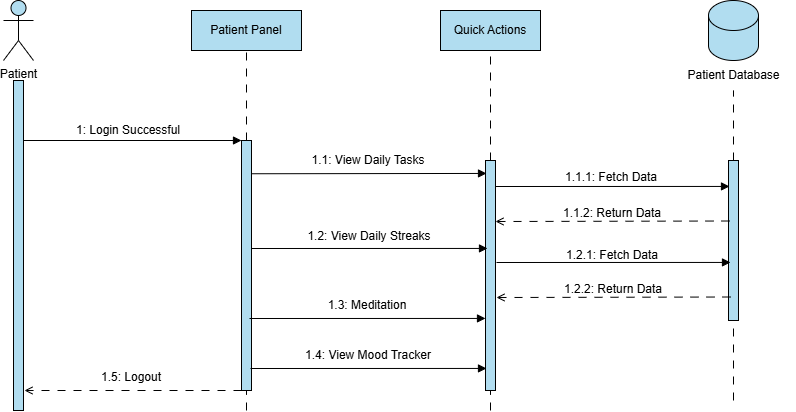 Patient Panel
Quick Actions
Patient
Patient Database
1: Login Successful
1.1: View Daily Tasks
1.1.1: Fetch Data
1.1.2: Return Data
1.2: View Daily Streaks
1.2.1: Fetch Data
1.2.2: Return Data
1.3: Meditation
1.4: View Mood Tracker
1.5: Logout